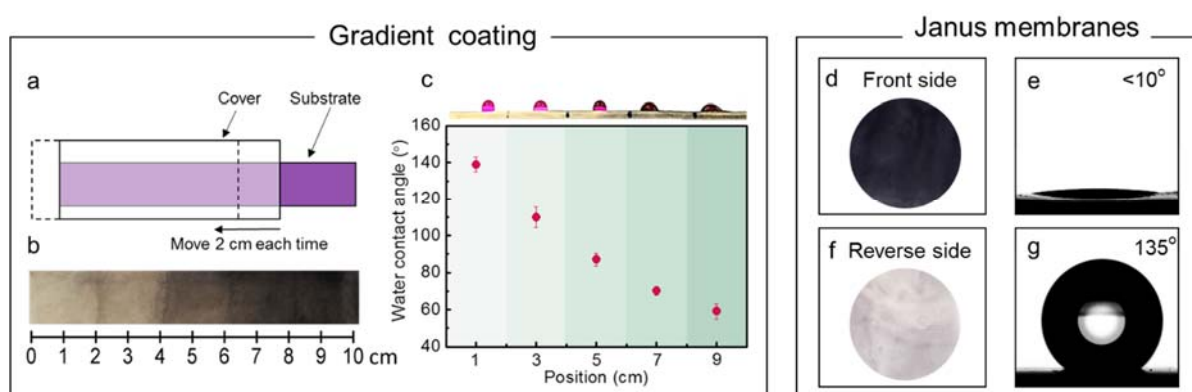 Gradient coating
a
Cover
Substrate
Move 2 cm each time
b
0 1 2 3 4 5 6 7 8 9 10 cm
c
160
140
120
100
80
60
40
Water contact angle (°)
1 3 5 7 9
Position (cm)
Janus membranes
d Front side
e <10°
f Reverse side
g 135°